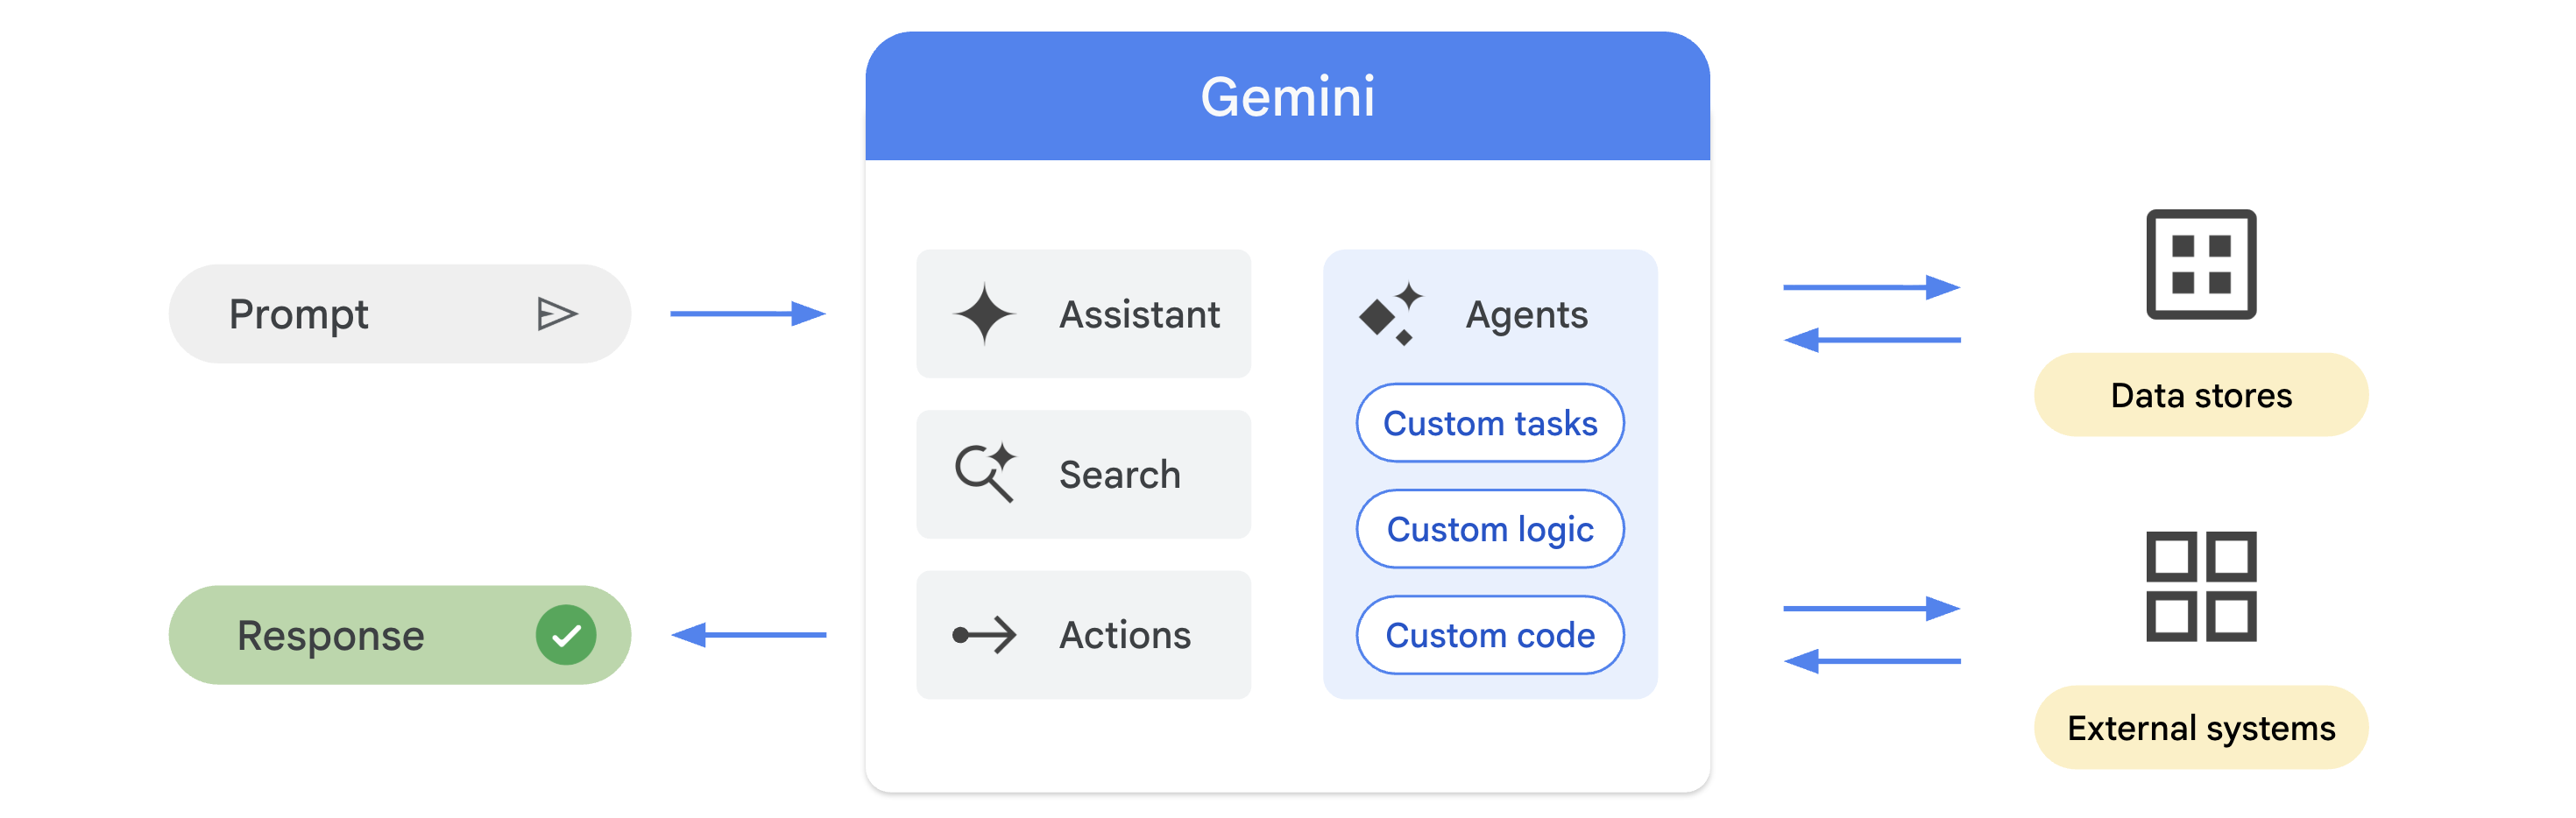 Gemini
Prompt
Response
Assistant
Search
Actions
Agents
Custom tasks
Custom logic
Custom code
Data stores
External systems